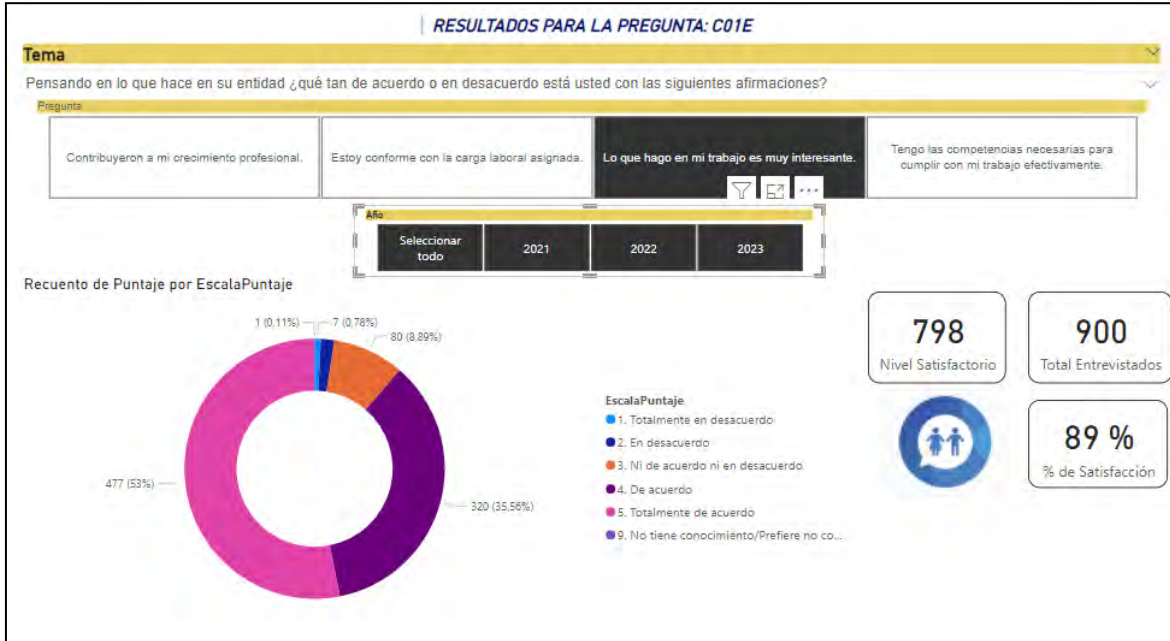 RESULTADOS PARA LA PREGUNTA: C01E
Tema
Pensando en lo que hace en su entidad ¿qué tan de acuerdo o en desacuerdo está usted con las siguientes afirmaciones?
Pregunta
Contribuyeron a mi crecimiento profesional.
Estoy conforme con la carga laboral asignada.
Lo que hago en mi trabajo es muy interesante.
Tengo las competencias necesarias para
cumplir con mi trabajo efectivamente.
Año
Seleccionar
todo
2021
2022
2023
Recuento de Puntaje por EscalaPuntaje
1 (0,11%)
7 (0,78%)
80 (8,89%)
477 (53%)
320 (35,56%)
EscalaPuntaje
1. Totalmente en desacuerdo
2. En desacuerdo
3. Ni de acuerdo ni en desacuerdo
4. De acuerdo
5. Totalmente de acuerdo
9. No tiene conocimiento/Prefiere no co...
798
Nivel Satisfactorio
900
Total Entrevistados
89 %
% de Satisfacción